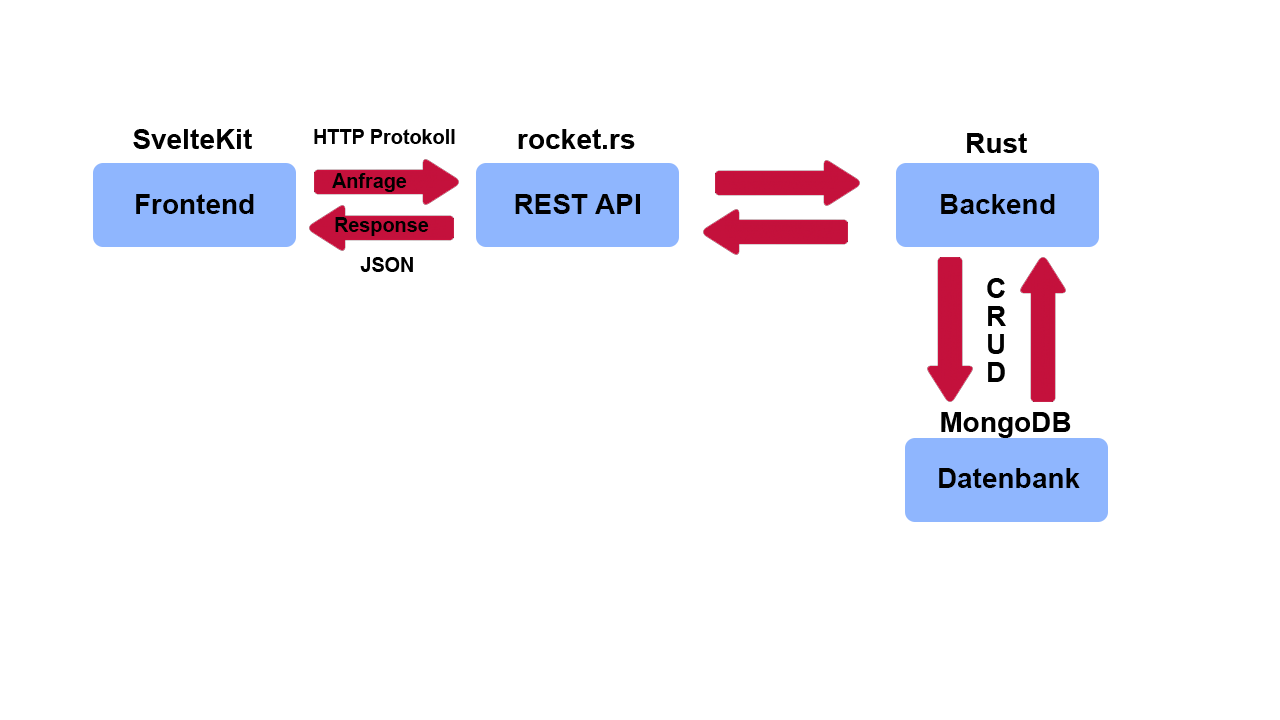 SvelteKit
HTTP Protokoll
rocket.rs
Rust
Frontend
Anfrage
Response
JSON
REST API
Backend
C
R
U
D
MongoDB
Datenbank